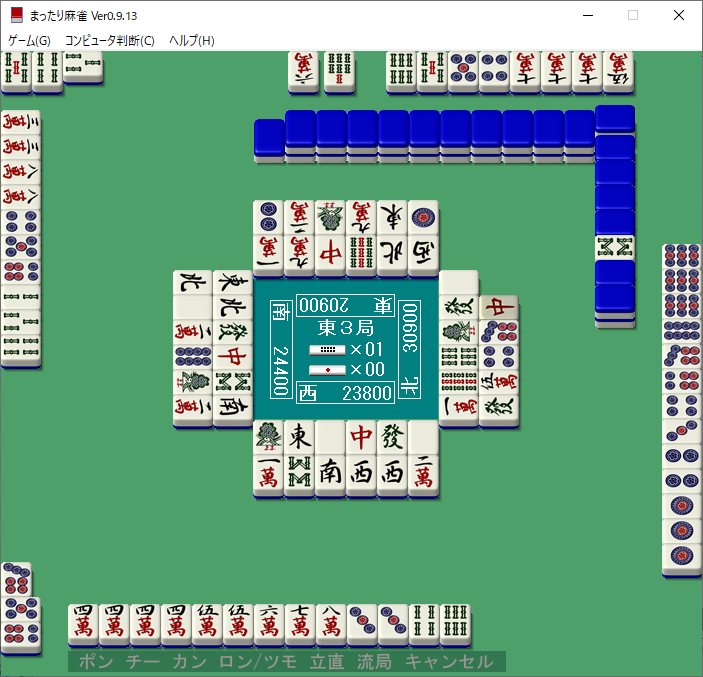 まったり麻雀 Ver0.9.13
ゲーム(G) コンピュータ判断(C) ヘルプ(H)
東 20900
南 24400
東3局
×01
×00
北 30900
西 23800
ポン チー カン ロン/ツモ 立直 流局 キャンセル